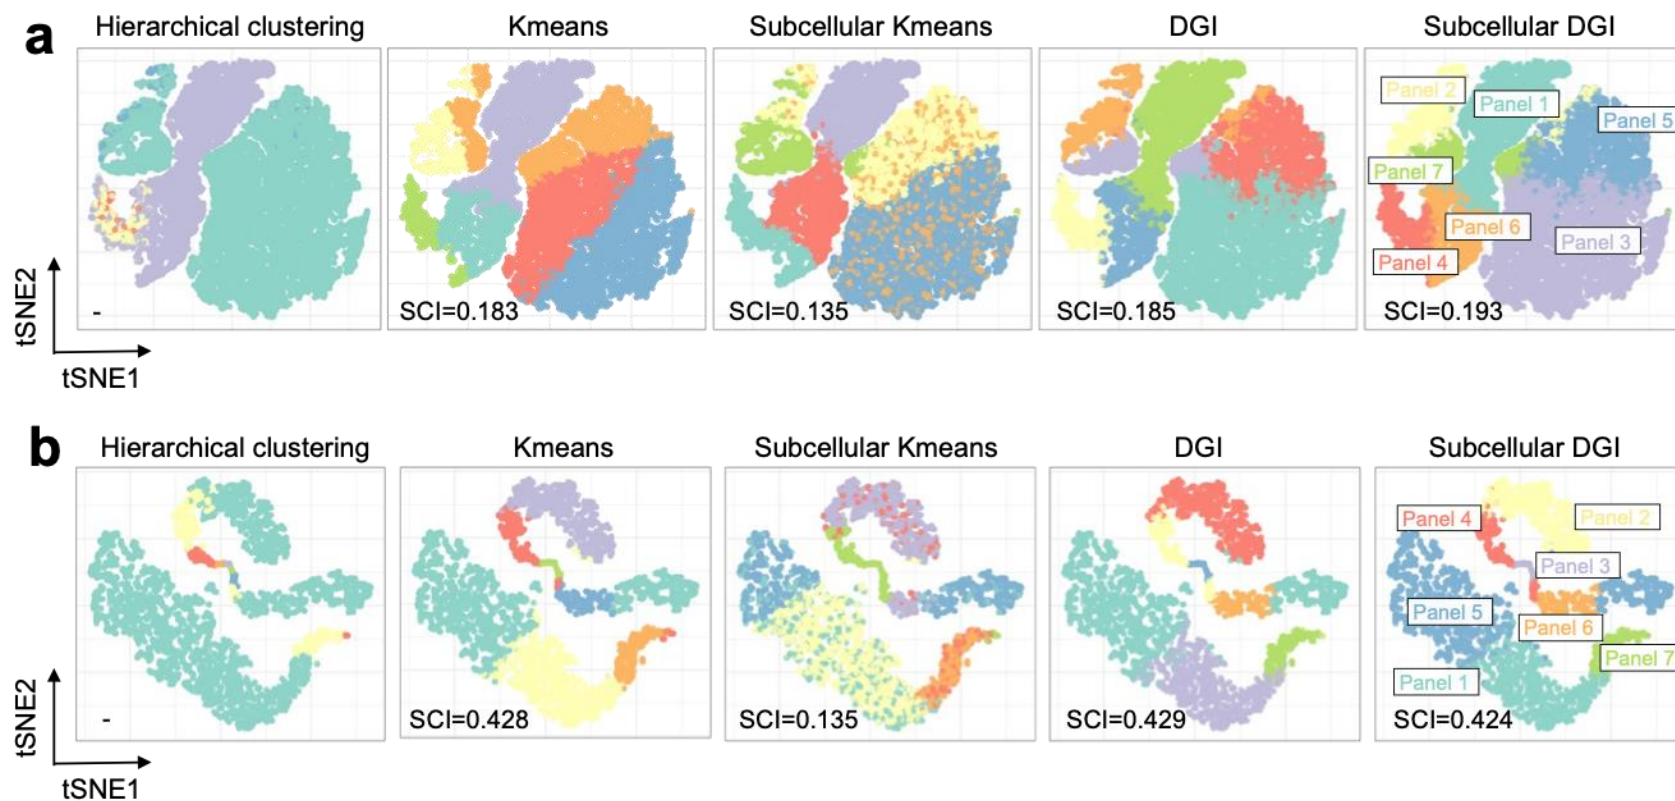 a
Hierarchical clustering
Kmeans
Subcellular Kmeans
DGI
Subcellular DGI
Panel 2
Panel 1
Panel 5
Panel 7
Panel 6
Panel 3
Panel 4
-
SCI=0.183
SCI=0.135
SCI=0.185
SCI=0.193
tSNE2
tSNE1
b
Hierarchical clustering
Kmeans
Subcellular Kmeans
DGI
Subcellular DGI
Panel 4
Panel 2
Panel 3
Panel 5
Panel 6
Panel 7
Panel 1
-
SCI=0.428
SCI=0.135
SCI=0.429
SCI=0.424
tSNE2
tSNE1